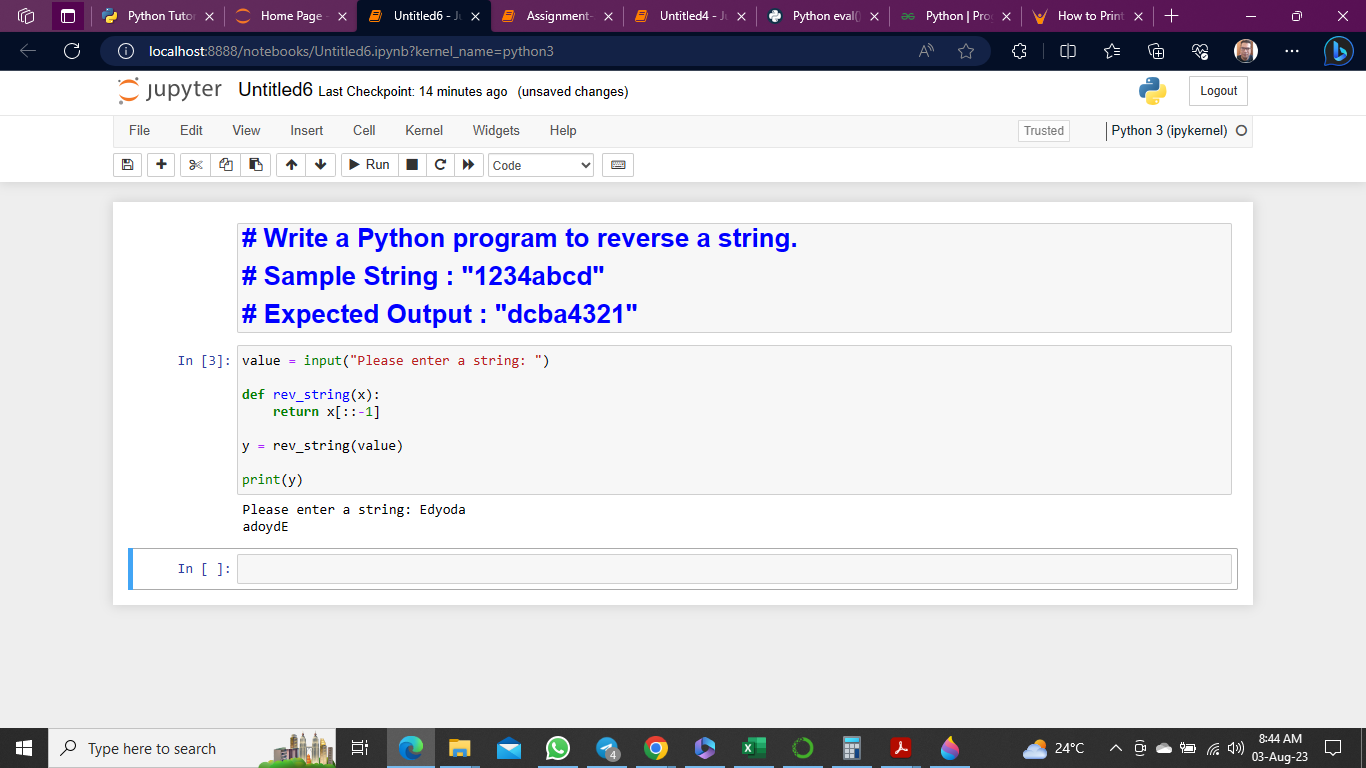 Python Tutor
Home Page -
Untitled6 - Ju
Assignment-
Untitled4 - Ju
Python eval()
Python | Pro
How to Print
localhost:8888/notebooks/Untitled6.ipynb?kernel_name=python3
jupyter Untitled6 Last Checkpoint: 14 minutes ago (unsaved changes)
Logout
File Edit View Insert Cell Kernel Widgets Help
Trusted
Python 3 (ipykernel)
Run
Code
# Write a Python program to reverse a string.
# Sample String : "1234abcd"
# Expected Output : "dcba4321"
In [3]:
value = input("Please enter a string: ")
def rev_string(x):
    return x[::-1]
y = rev_string(value)
print(y)
Please enter a string: Edyoda
adoydE
In [ ]:
Type here to search
4
24°C
8:44 AM
03-Aug-23